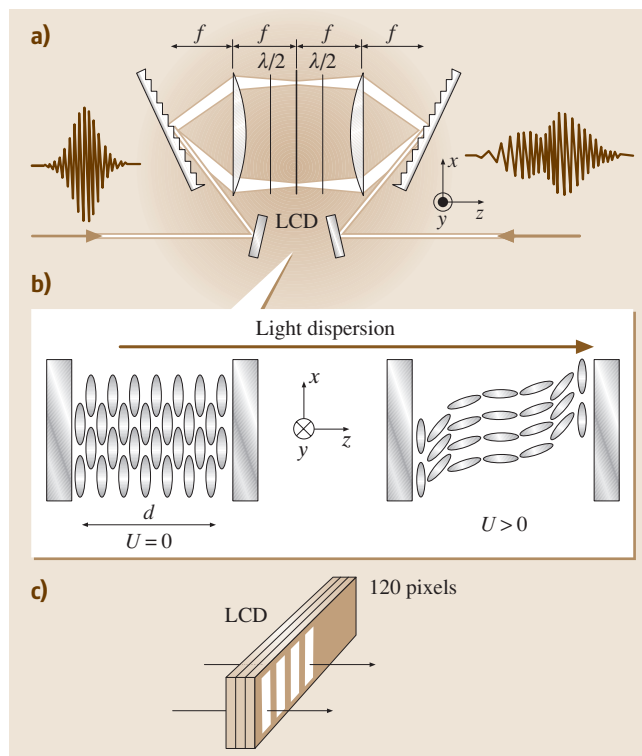 a)
f f f f
λ/2 λ/2
x
LCD
y z
b)
Light dispersion
x
y z
d
U = 0
U > 0
c)
120 pixels
LCD